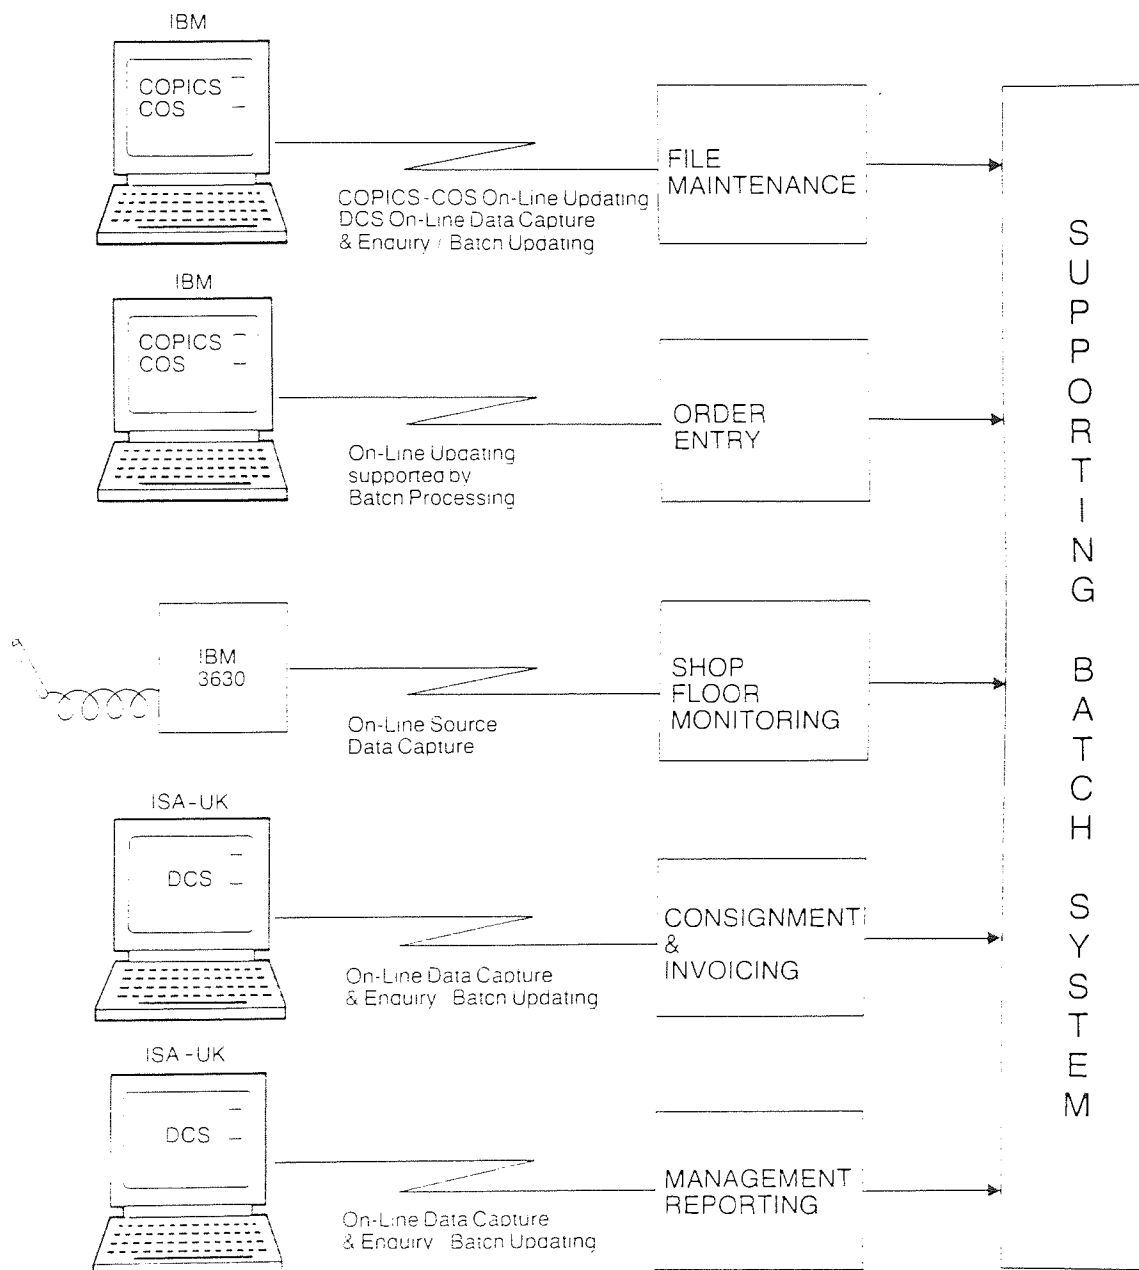 IBM
COPICS
COS
COPICS-COS On-Line Updating
DCS On-Line Data Capture
& Enquiry / Batch Updating
FILE
MAINTENANCE
IBM
COPICS
COS
On-Line Updating
supported by
Batch Processing
ORDER
ENTRY
IBM
3630
On-Line Source
Data Capture
SHOP
FLOOR
MONITORING
ISA-UK
DCS
On-Line Data Capture
& Enquiry Batch Updating
CONSIGNMENT
&
INVOICING
ISA-UK
DCS
On-Line Data Capture
& Enquiry Batch Updating
MANAGEMENT
REPORTING
SUPPORTING BATCH SYSTEM